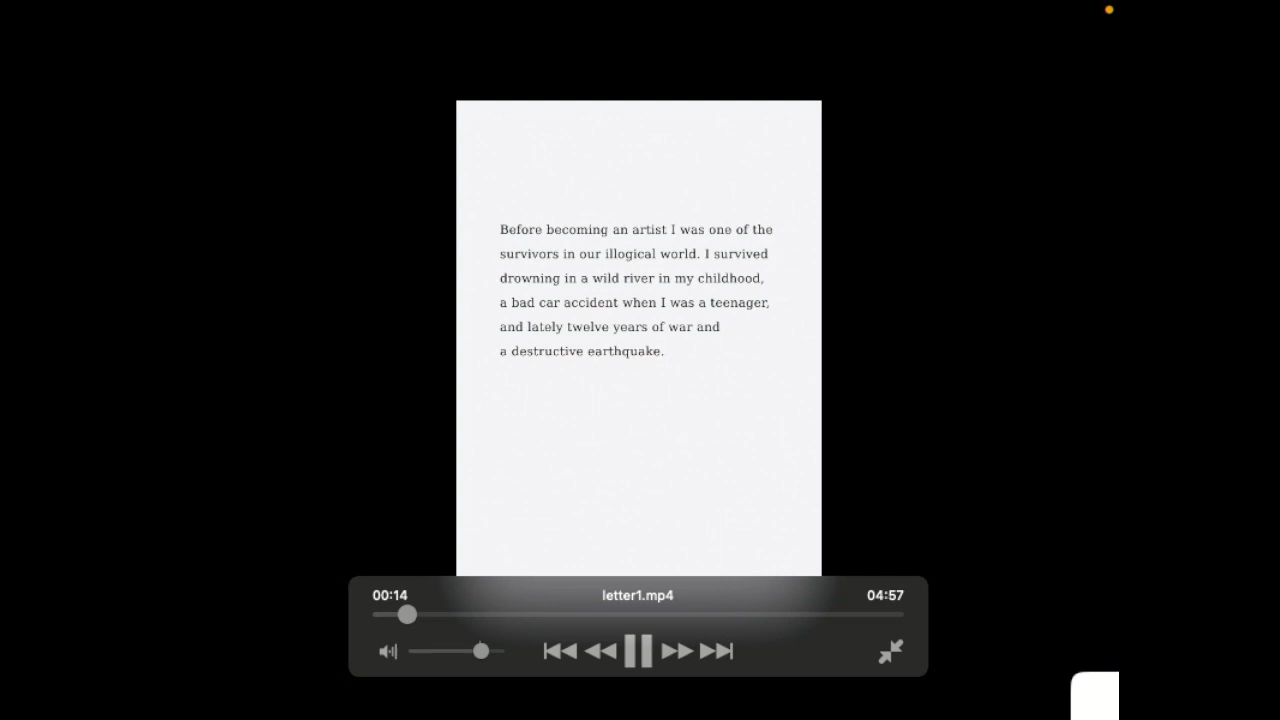 Before becoming an artist I was one of the
survivors in our illogical world. I survived
drowning in a wild river in my childhood,
a bad car accident when I was a teenager,
and lately twelve years of war and
a destructive earthquake.
00:14
letter1.mp4
04:57